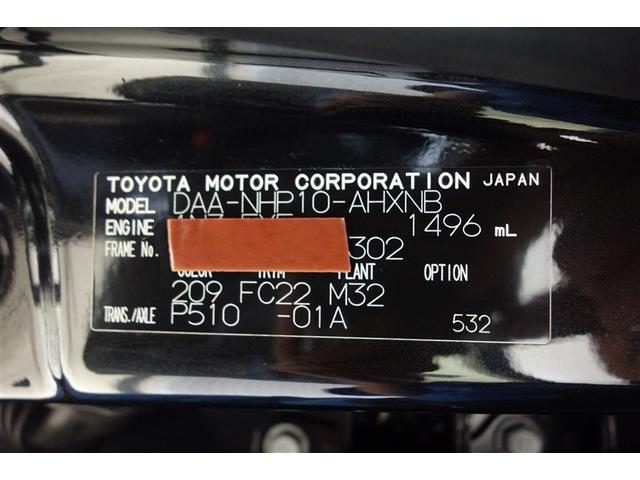 TOYOTA MOTOR CORPORATION JAPAN
MODEL DAA-NHP10-AHXNB
ENGINE 1496 mL
FRAME No. 302
COLOR TRIM PLANT OPTION
209 FC22 M32
TRANS./AXLE P510 -01A 532